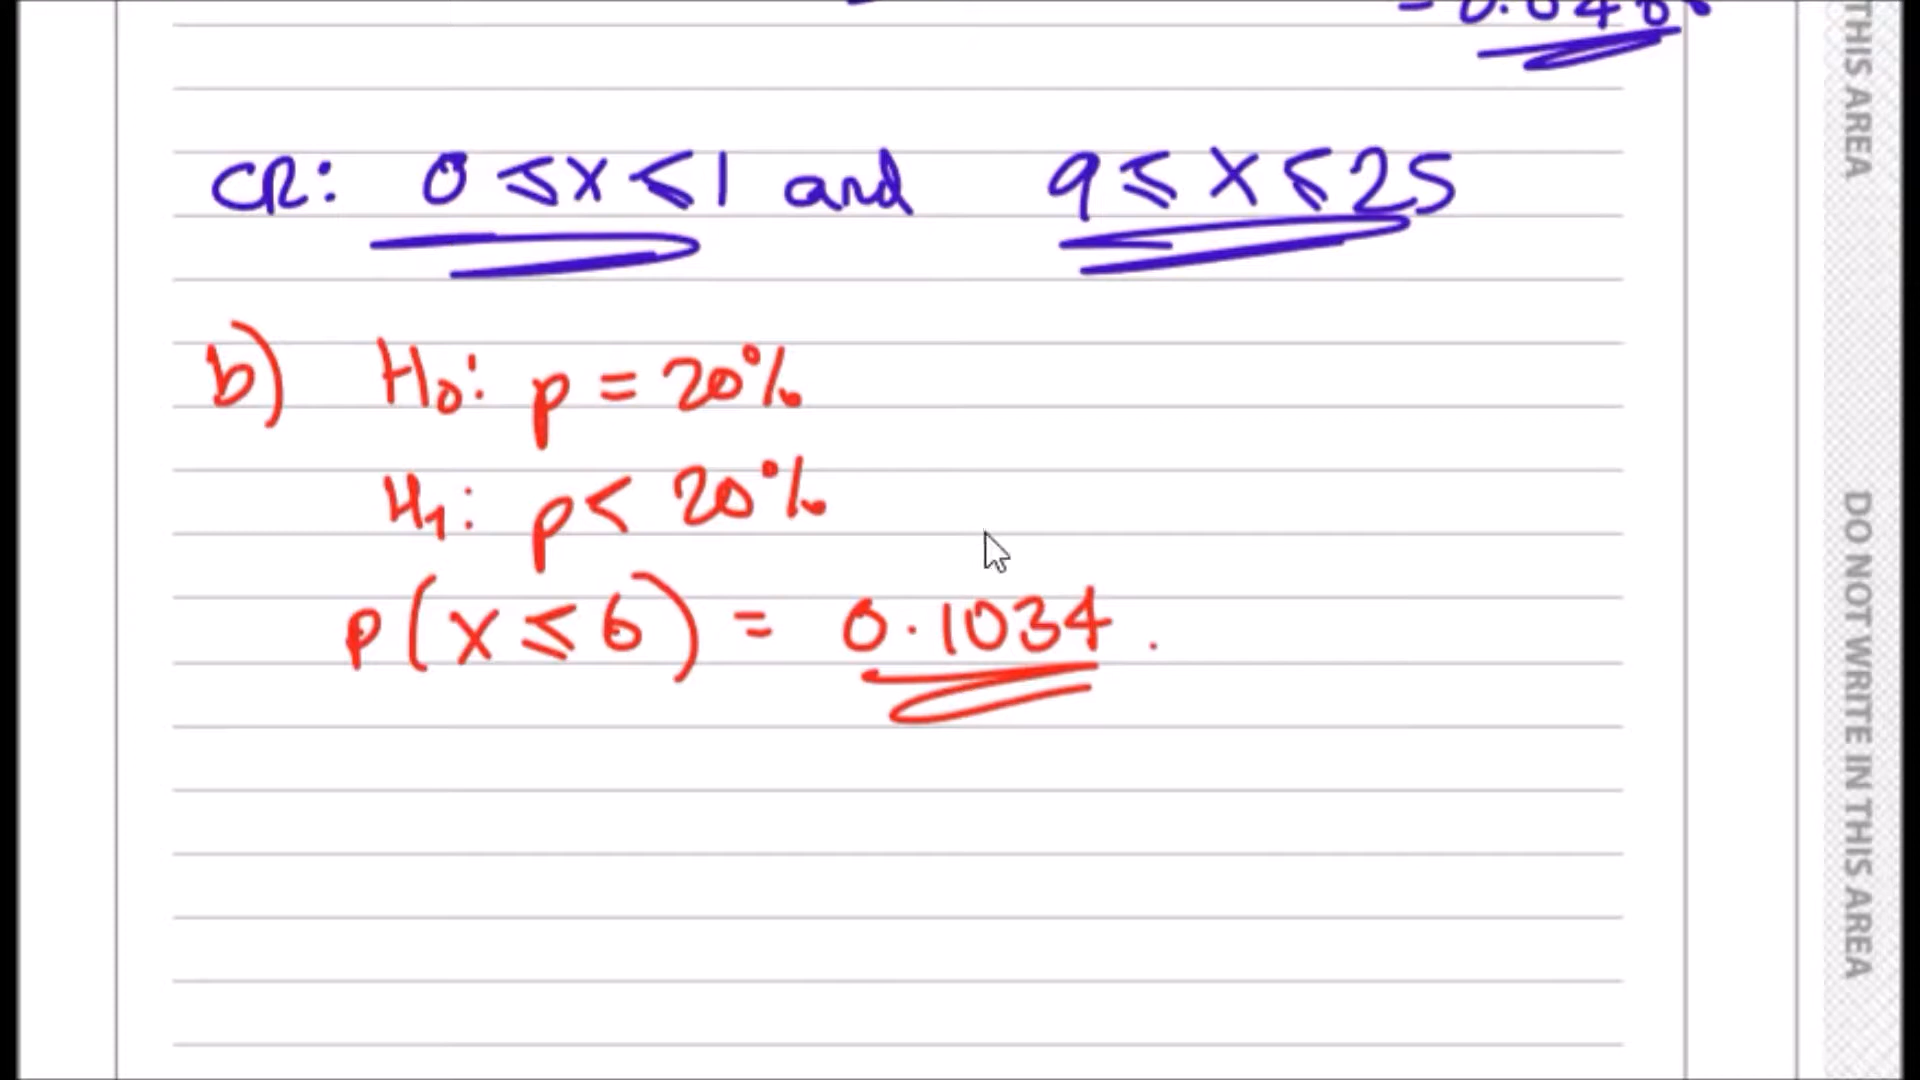 CR: 0 ≤ X ≤ 1 and 9 ≤ X ≤ 25
b) H₀: p = 20%
H₁: p < 20%
P(X ≤ 6) = 0.1034.
THIS AREA
DO NOT WRITE IN THIS AREA